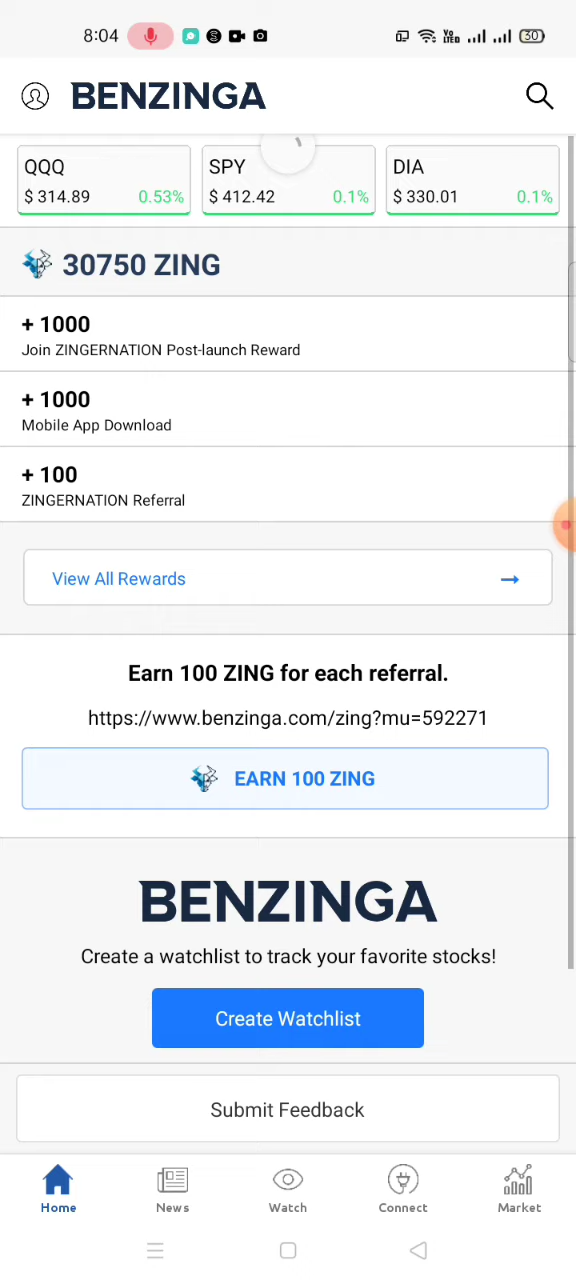 8:04
Vo LTED
30
BENZINGA
QQQ
$ 314.89 0.53%
SPY
$ 412.42 0.1%
DIA
$ 330.01 0.1%
30750 ZING
+ 1000
Join ZINGERNATION Post-launch Reward
+ 1000
Mobile App Download
+ 100
ZINGERNATION Referral
View All Rewards →
Earn 100 ZING for each referral.
https://www.benzinga.com/zing?mu=592271
EARN 100 ZING
BENZINGA
Create a watchlist to track your favorite stocks!
Create Watchlist
Submit Feedback
Home News Watch Connect Market